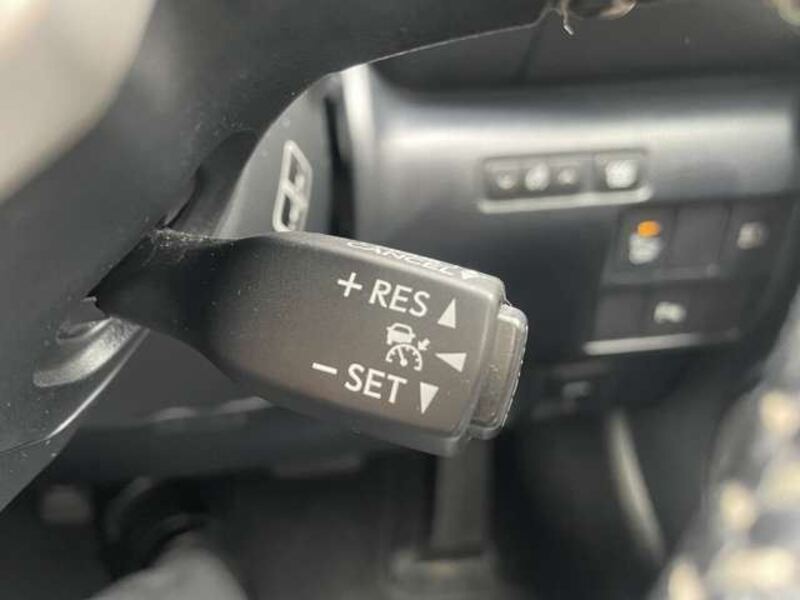 CANCEL
+ RES ▲
− SET ▼